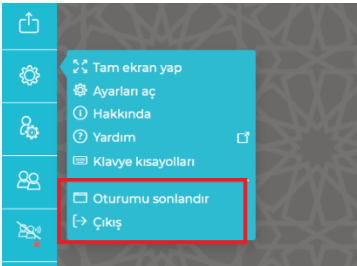 Tam ekran yap
Ayarları aç
Hakkında
Yardım
Klavye kısayolları
Oturumu sonlandır
Çıkış